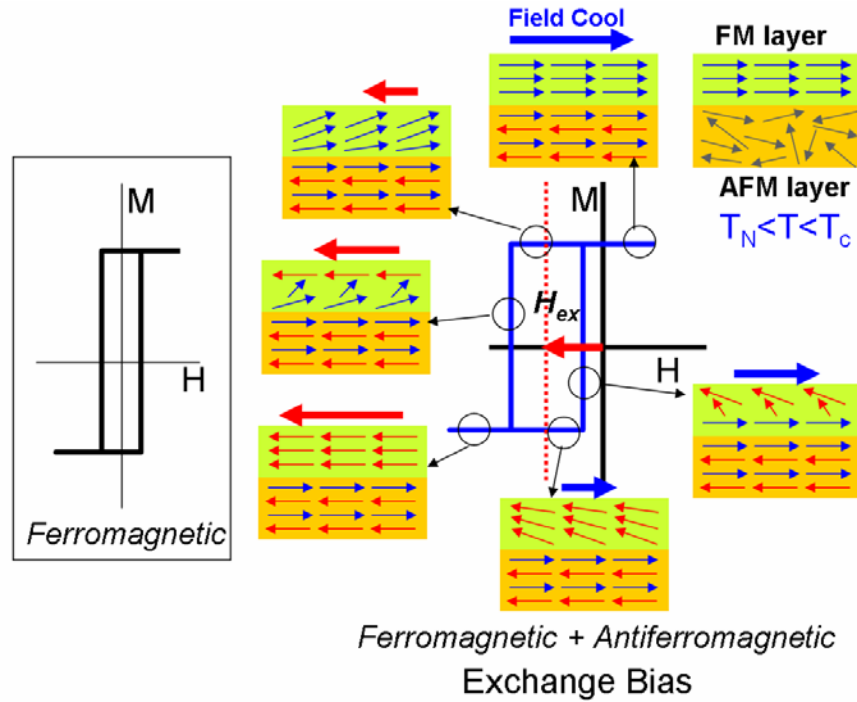 Field Cool
FM layer
AFM layer
T_N<T<T_c
M
H
Ferromagnetic
M
H_ex
H
Ferromagnetic + Antiferromagnetic
Exchange Bias